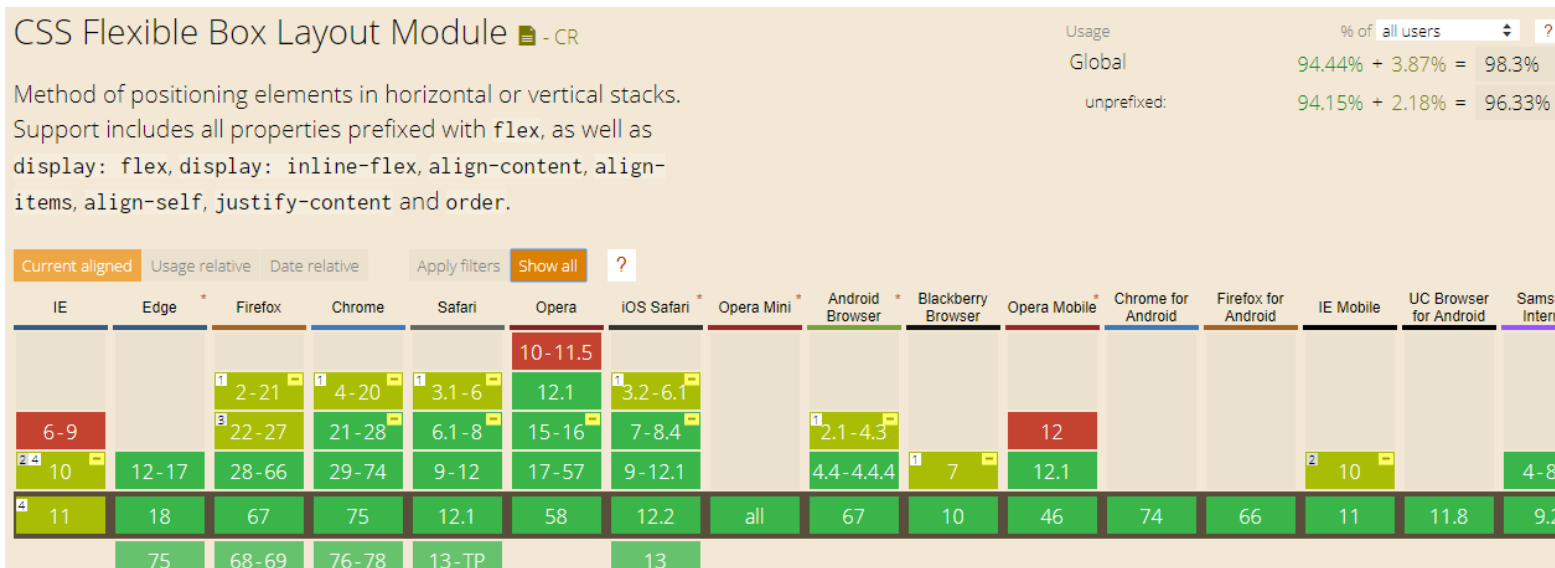 CSS Flexible Box Layout Module - CR
Usage % of all users ?
Global 94.44% + 3.87% = 98.3%
unprefixed: 94.15% + 2.18% = 96.33%
Method of positioning elements in horizontal or vertical stacks.
Support includes all properties prefixed with flex, as well as
display: flex, display: inline-flex, align-content, align-
items, align-self, justify-content and order.
Current aligned Usage relative Date relative Apply filters Show all ?
IE Edge * Firefox Chrome Safari Opera iOS Safari * Opera Mini * Android Browser * Blackberry Browser Opera Mobile * Chrome for Android Firefox for Android IE Mobile UC Browser for Android Sams Intern
10-11.5
1 2-21 1 4-20 1 3.1-6 12.1 1 3.2-6.1
6-9 3 22-27 21-28 6.1-8 15-16 7-8.4 1 2.1-4.3 12
2 4 10 12-17 28-66 29-74 9-12 17-57 9-12.1 4.4-4.4.4 1 7 12.1 2 10 4-8
4 11 18 67 75 12.1 58 12.2 all 67 10 46 74 66 11 11.8 9.2
75 68-69 76-78 13-TP 13